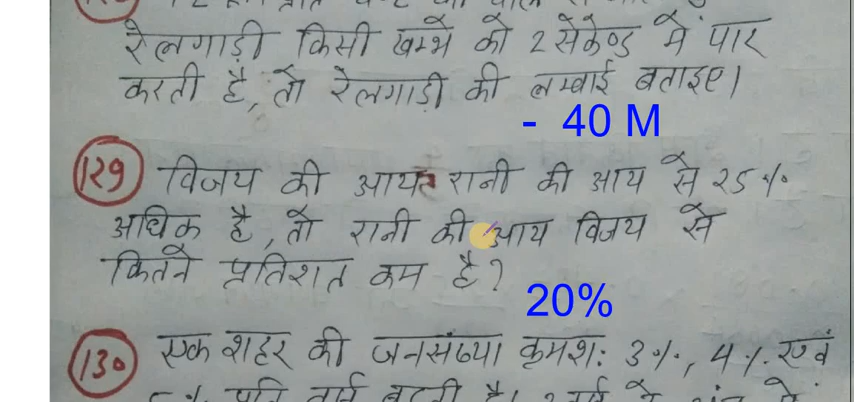 रेलगाड़ी किसी खम्भे को 2 सेकेण्ड में पार
करती है, तो रेलगाड़ी की लम्बाई बताइए।
- 40 M
129 विजय की आय रानी की आय से 25%
अधिक है, तो रानी की आय विजय से
कितने प्रतिशत कम है?
20%
130 एक शहर की जनसंख्या क्रमश: 3%, 4% एवं